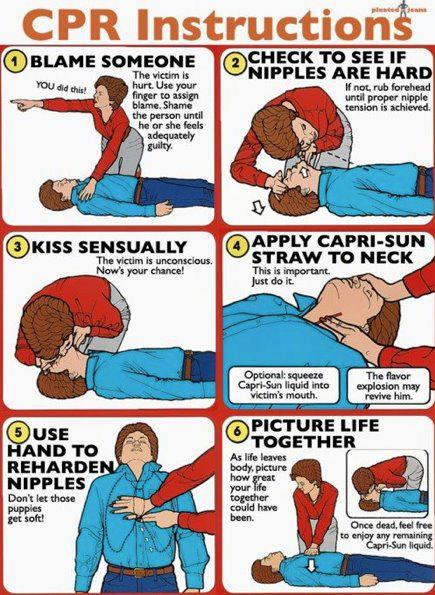 pleated jeans
CPR Instructions
1 BLAME SOMEONE
YOU did this!
The victim is
hurt. Use your
finger to assign
blame. Shame
the person until
he or she feels
adequately
guilty.
2 CHECK TO SEE IF
NIPPLES ARE HARD
If not, rub forehead
until proper nipple
tension is achieved.
3 KISS SENSUALLY
The victim is unconscious.
Now's your chance!
4 APPLY CAPRI-SUN
STRAW TO NECK
This is important.
Just do it.
Optional: squeeze
Capri-Sun liquid into
victim's mouth.
The flavor
explosion may
revive him.
5 USE
HAND TO
REHARDEN
NIPPLES
Don't let those
puppies
get soft!
6 PICTURE LIFE
TOGETHER
As life leaves
body, picture
how great
your life
together
could have
been.
Once dead, feel free
to enjoy any remaining
Capri-Sun liquid.